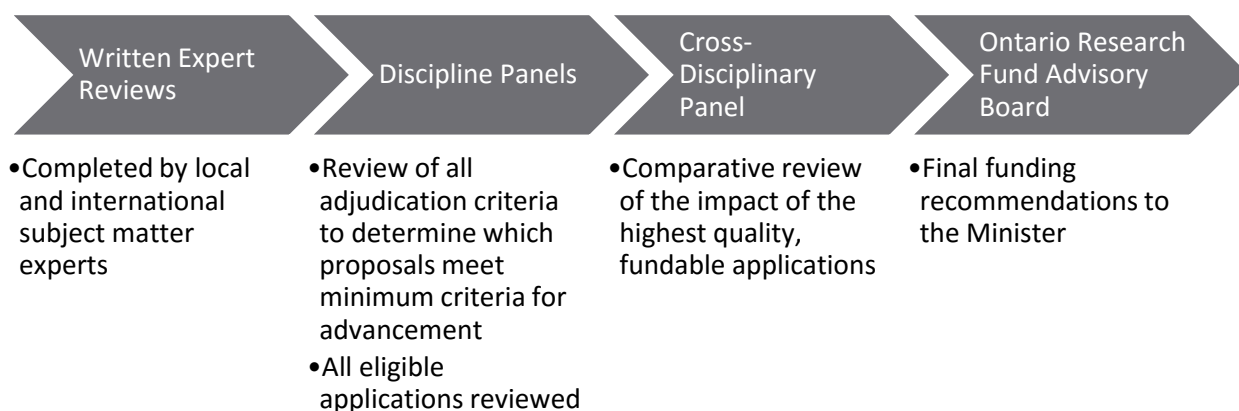 Written Expert
Reviews
Discipline Panels
Cross-
Disciplinary
Panel
Ontario Research
Fund Advisory
Board
•Completed by local
and international
subject matter
experts
•Review of all
adjudication criteria
to determine which
proposals meet
minimum criteria for
advancement
•All eligible
applications reviewed
•Comparative review
of the impact of the
highest quality,
fundable applications
•Final funding
recommendations to
the Minister